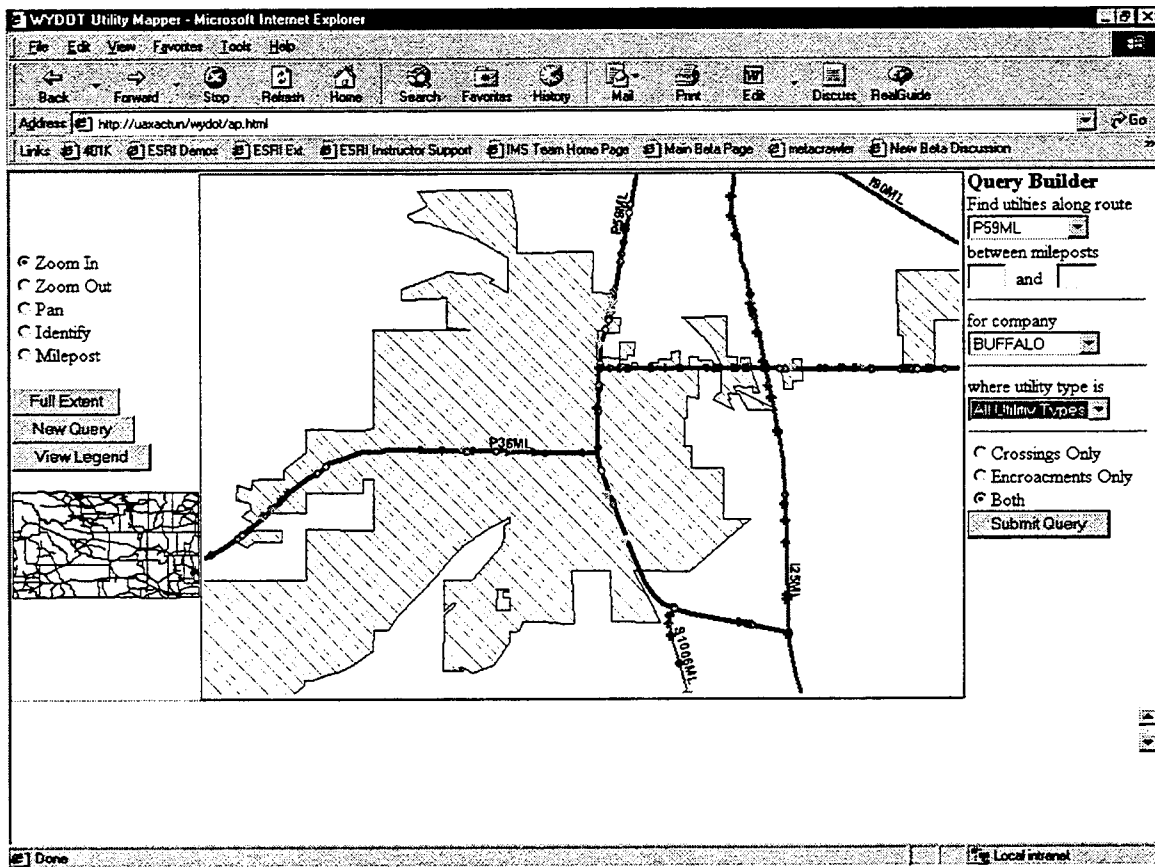 WYDOT Utility Mapper - Microsoft Internet Explorer
File Edit View Favorites Tools Help
Back Forward Stop Refresh Home Search Favorites History Mail Print Edit Discuss RealGuide
Address http://uaxactun/wydot/ap.html Go
Links 401K ESRI Demos ESRI Ext. ESRI Instructor Support IMS Team Home Page Main Beta Page metacrawler New Beta Discussion
Zoom In
Zoom Out
Pan
Identify
Milepost
Full Extent
New Query
View Legend
P59ML
I90ML
P36ML
I25ML
S1006ML
Query Builder
Find utilties along route
P59ML
between mileposts
and
for company
BUFFALO
where utility type is
All Utility Types
Crossings Only
Encroacments Only
Both
Submit Query
Done
Local intranet